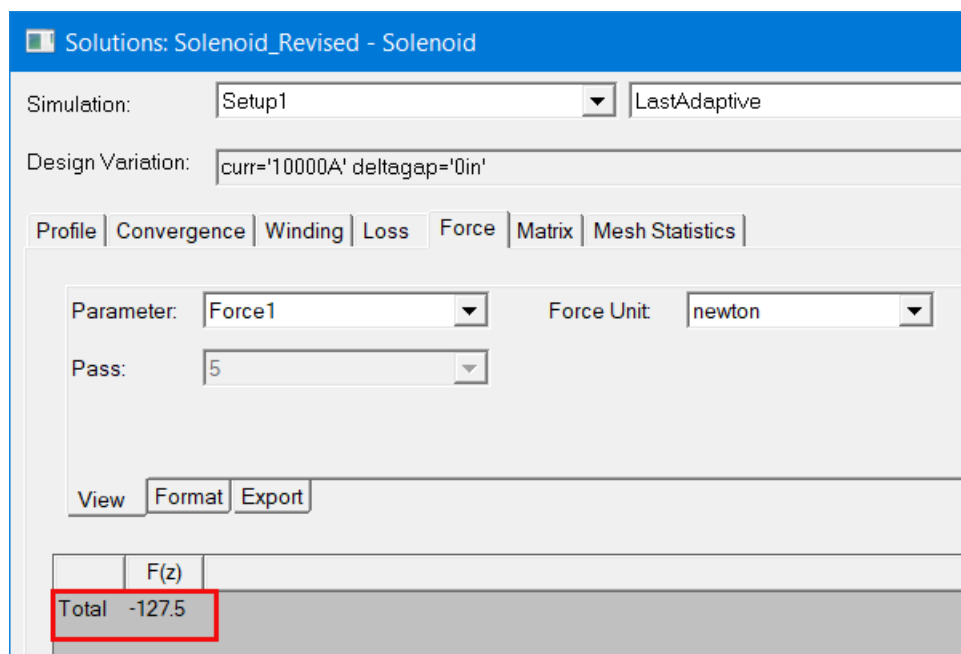 Solutions: Solenoid_Revised - Solenoid
Simulation: Setup1 LastAdaptive
Design Variation: curr='10000A' deltagap='0in'
Profile Convergence Winding Loss Force Matrix Mesh Statistics
Parameter: Force1 Force Unit: newton
Pass: 5
View Format Export
F(z)
Total -127.5